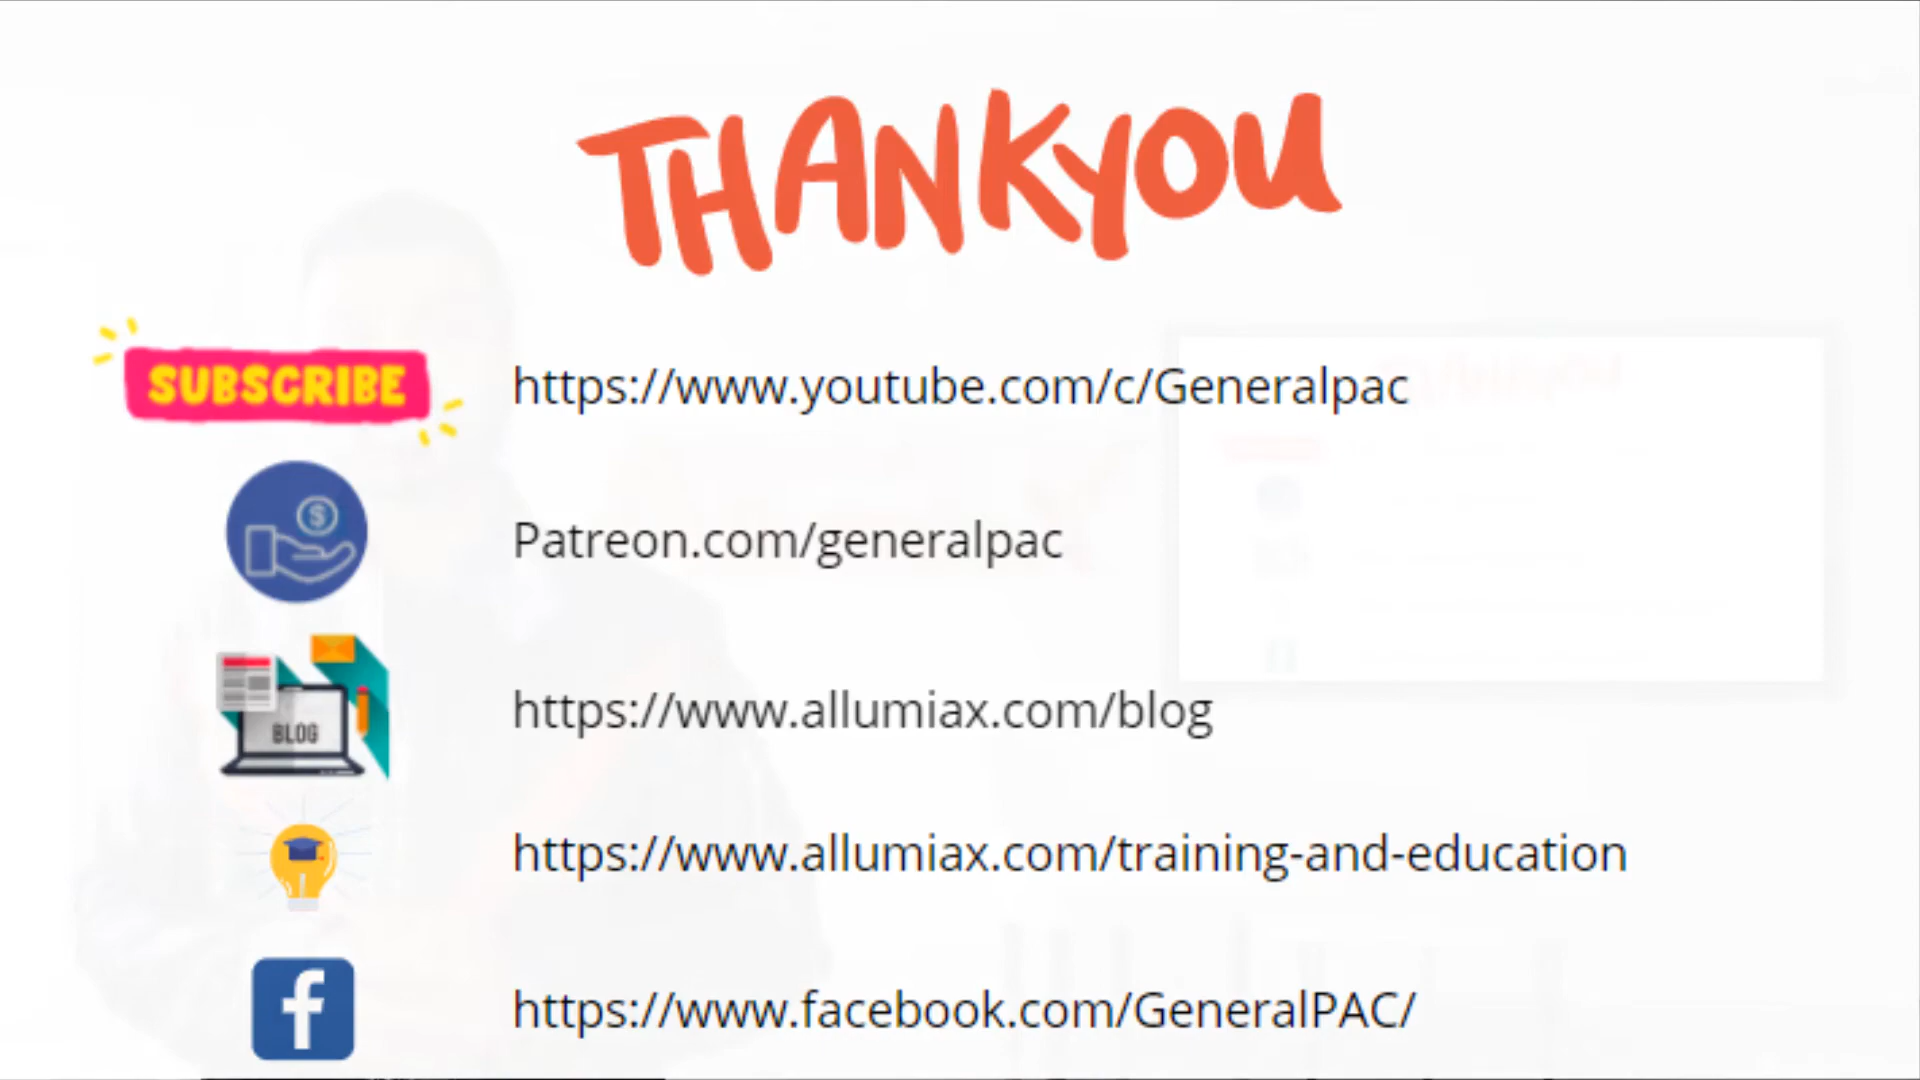 THANKYOU
SUBSCRIBE
https://www.youtube.com/c/Generalpac
$
Patreon.com/generalpac
BLOG
https://www.allumiax.com/blog
https://www.allumiax.com/training-and-education
f
https://www.facebook.com/GeneralPAC/